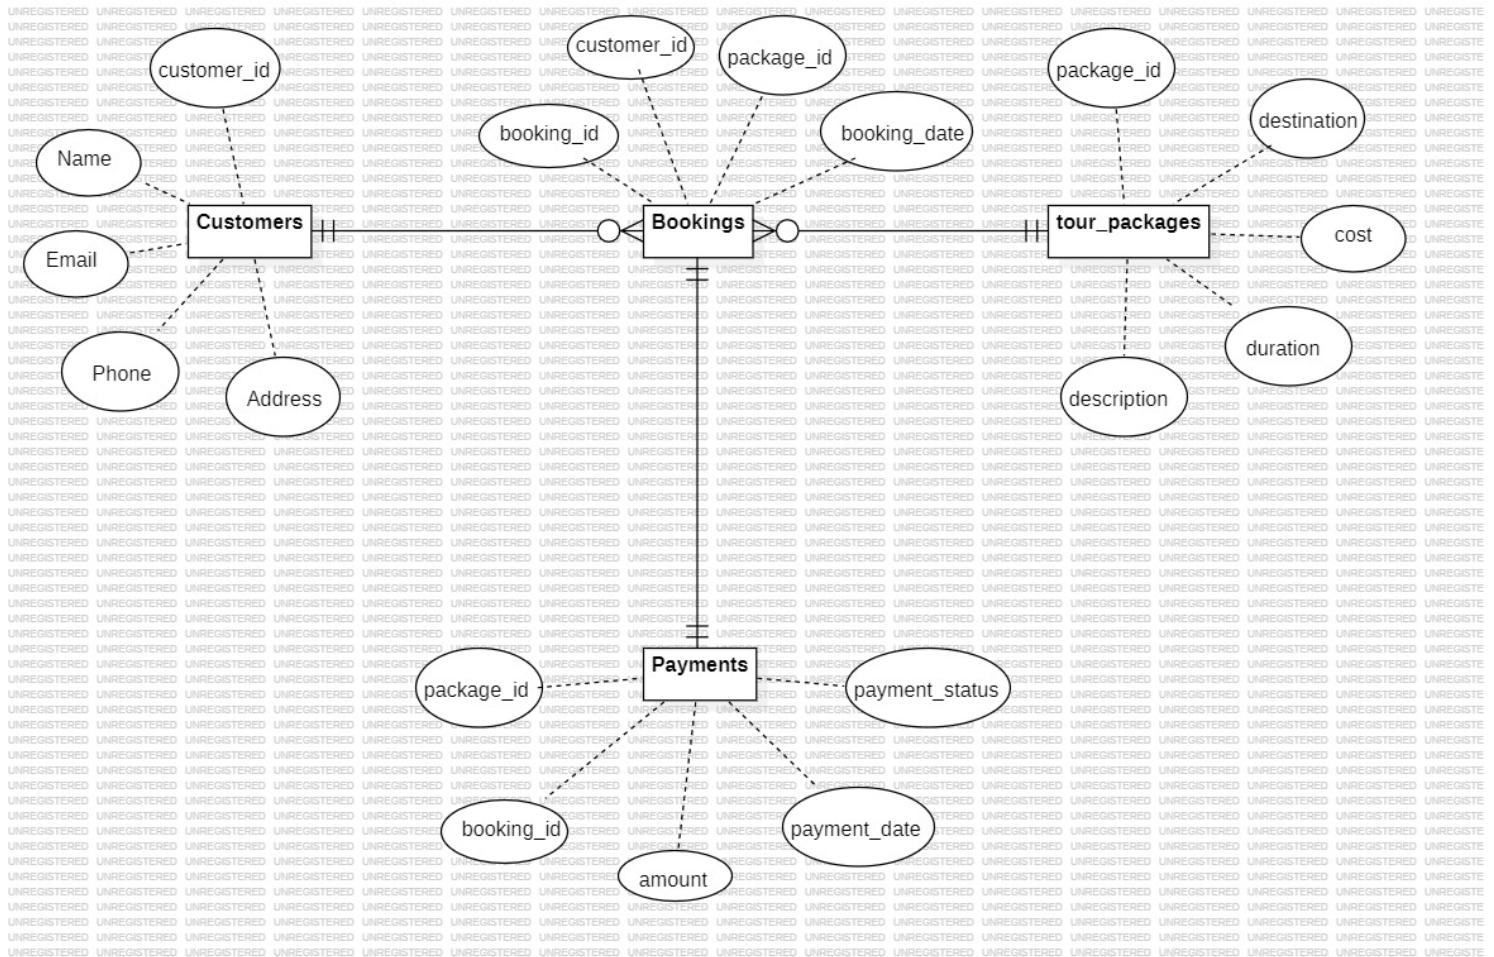 customer_id
package_id
customer_id
package_id
destination
booking_id
booking_date
Name
Customers
Bookings
tour_packages
cost
Email
duration
Phone
Address
description
Payments
package_id
payment_status
booking_id
payment_date
amount
UNREGISTERED